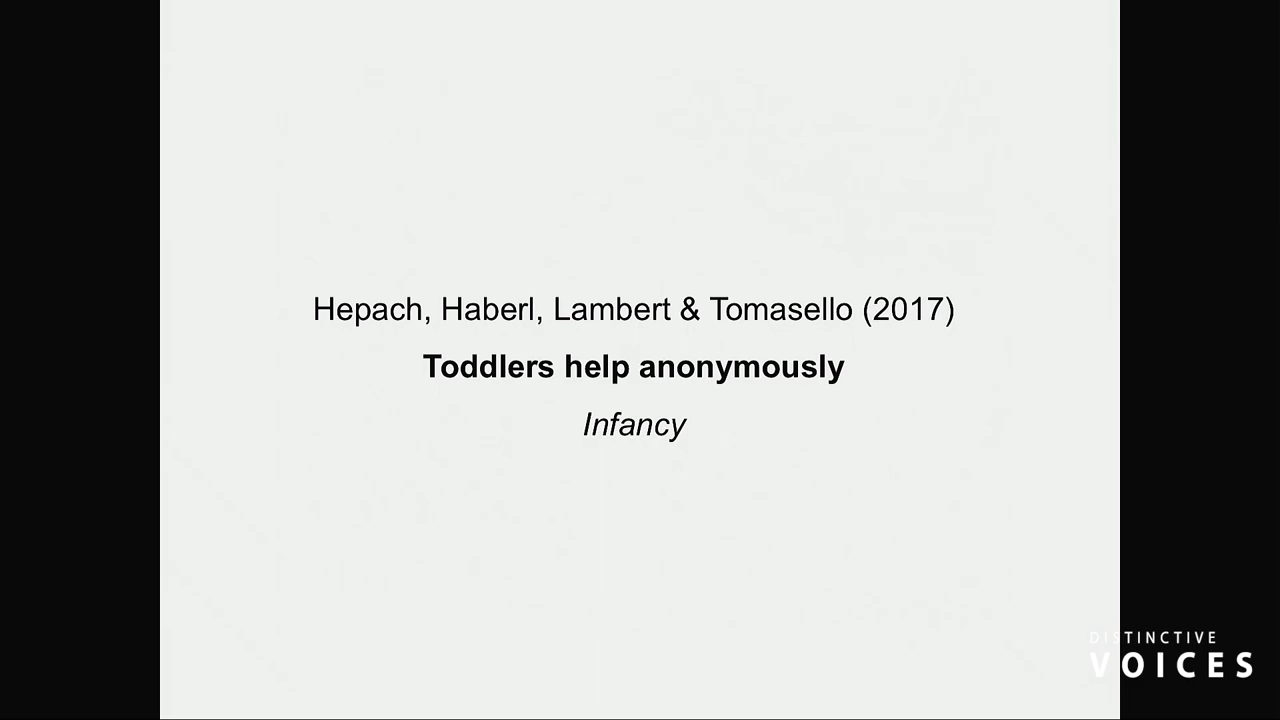 Hepach, Haberl, Lambert & Tomasello (2017)
Toddlers help anonymously
Infancy
DISTINCTIVE
VOICES